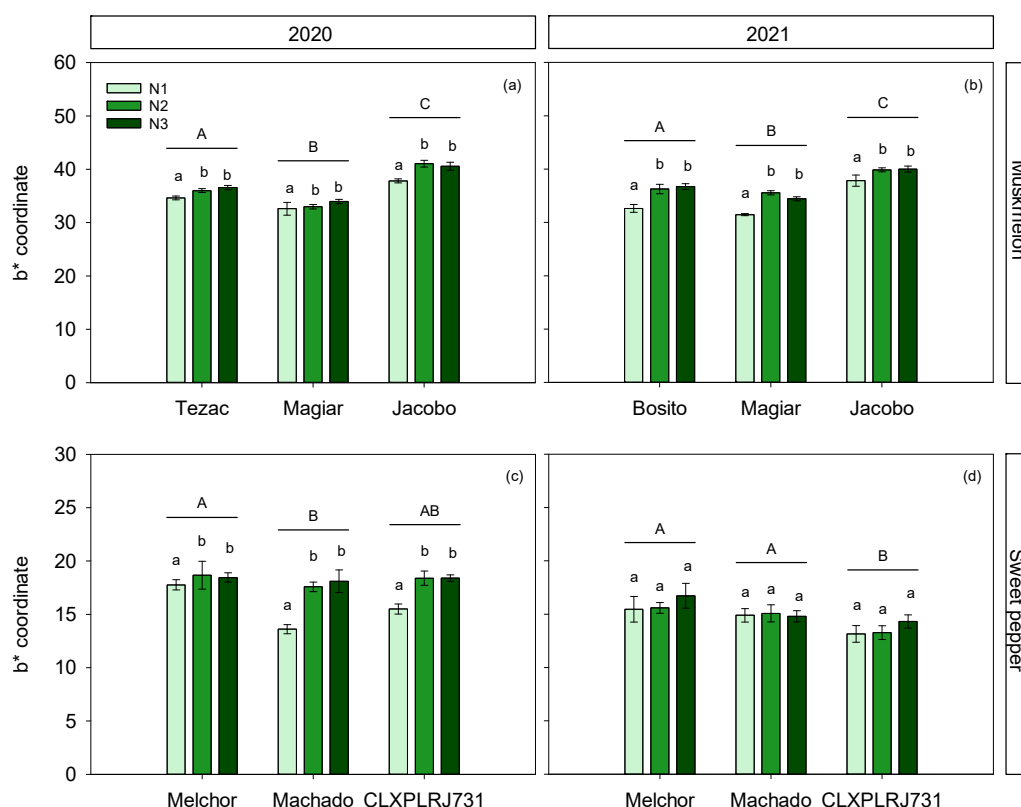 2020
2021
60
50
40
30
20
10
0
b* coordinate
N1
N2
N3
(a)
A
B
C
a b b
a b b
a b b
Tezac Magiar Jacobo
(b)
A
B
C
a b b
a b b
a b b
Bosito Magiar Jacobo
Muskmelon
30
25
20
15
10
5
0
b* coordinate
(c)
A
B
AB
a b b
a b b
a b b
Melchor Machado CLXPLRJ731
(d)
A
A
B
a a a
a a a
a a a
Melchor Machado CLXPLRJ731
Sweet pepper